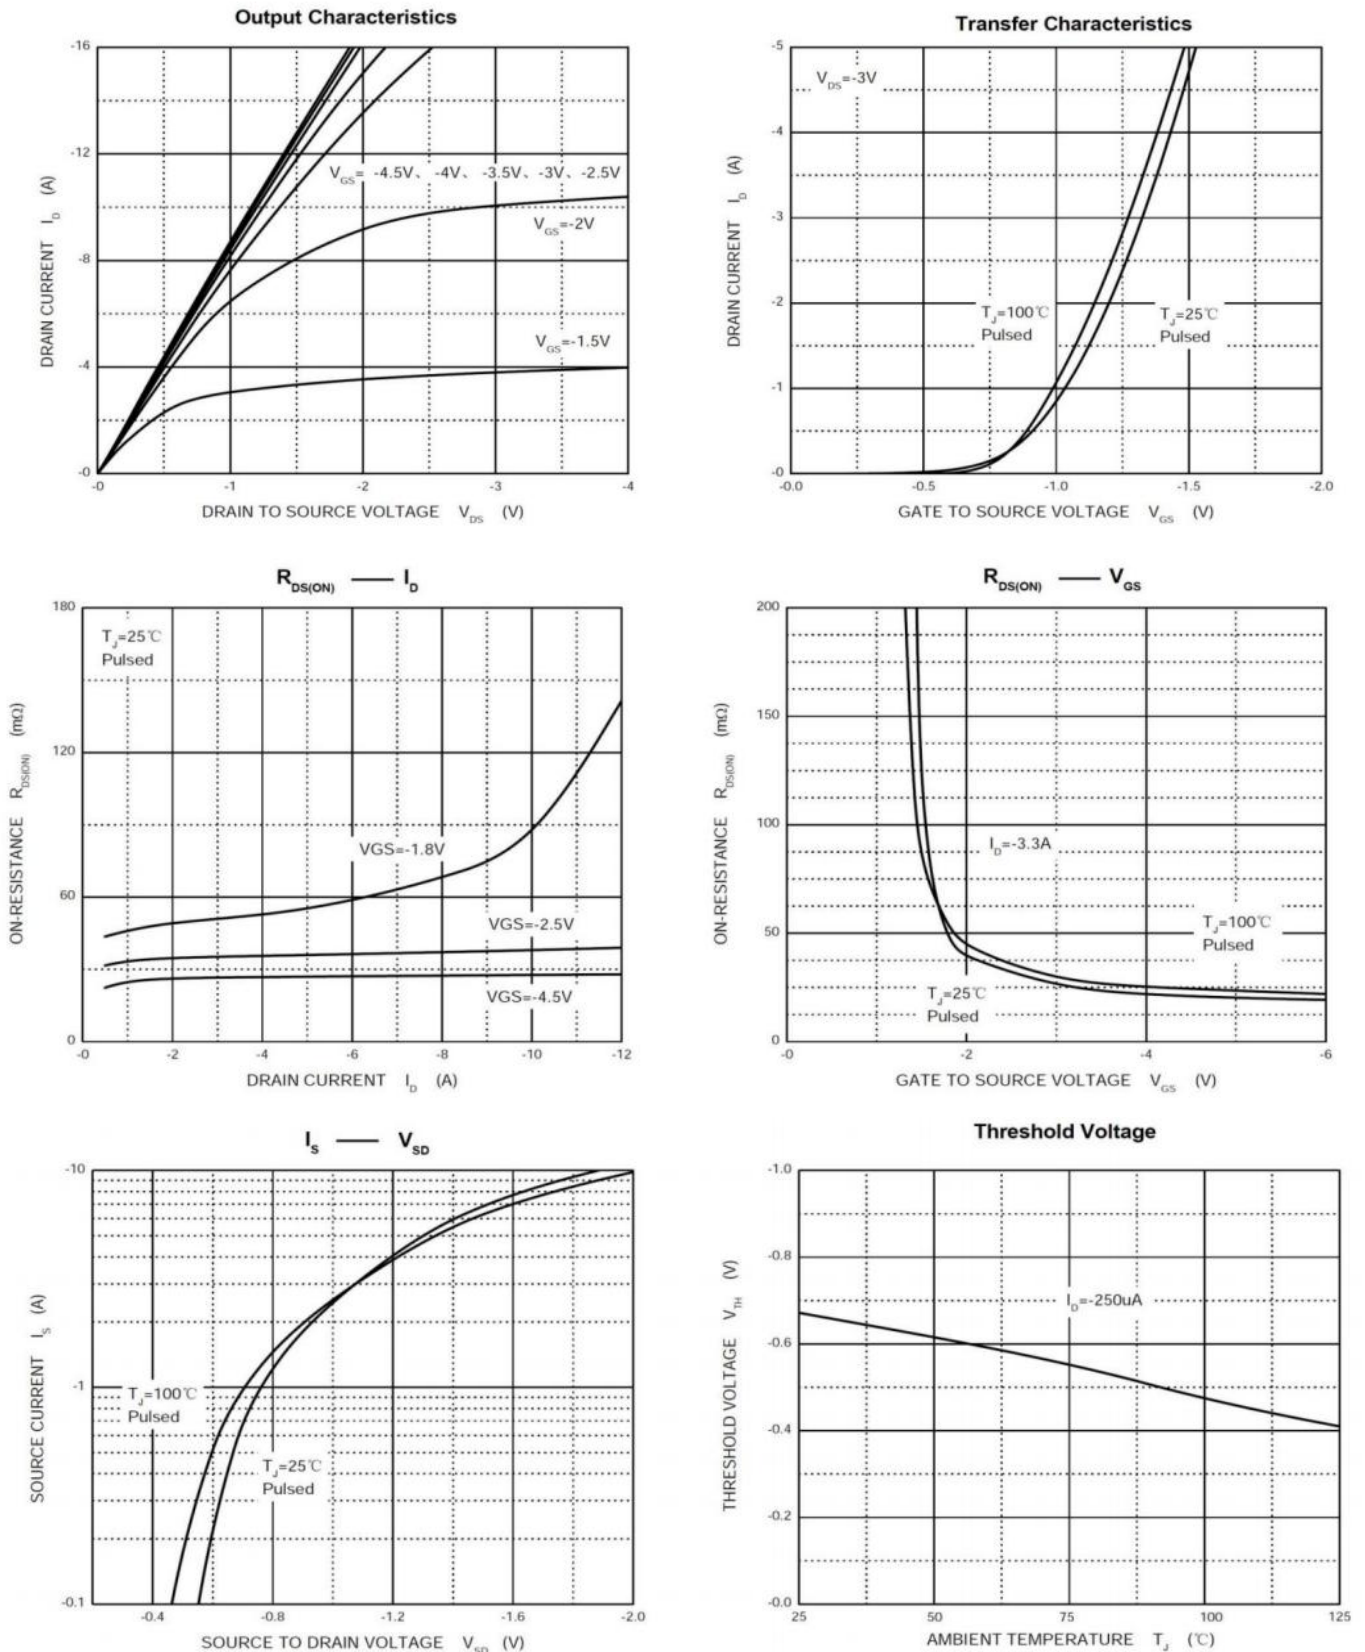 Output Characteristics
-16
-12
-8
-4
-0
-0
-1
-2
-3
-4
DRAIN CURRENT I_D (A)
V_GS= -4.5V、 -4V、 -3.5V、-3V、-2.5V
V_GS=-2V
V_GS=-1.5V
DRAIN TO SOURCE VOLTAGE V_DS (V)
Transfer Characteristics
-5
-4
-3
-2
-1
-0
-0.0
-0.5
-1.0
-1.5
-2.0
DRAIN CURRENT I_D (A)
V_DS=-3V
T_J=100℃
Pulsed
T_J=25℃
Pulsed
GATE TO SOURCE VOLTAGE V_GS (V)
R_DS(ON) — I_D
180
120
60
0
-0
-2
-4
-6
-8
-10
-12
ON-RESISTANCE R_DS(ON) (mΩ)
T_J=25℃
Pulsed
VGS=-1.8V
VGS=-2.5V
VGS=-4.5V
DRAIN CURRENT I_D (A)
R_DS(ON) — V_GS
200
150
100
50
0
-0
-2
-4
-6
ON-RESISTANCE R_DS(ON) (mΩ)
I_D=-3.3A
T_J=100℃
Pulsed
T_J=25℃
Pulsed
GATE TO SOURCE VOLTAGE V_GS (V)
I_S — V_SD
-10
-1
-0.1
-0.4
-0.8
-1.2
-1.6
-2.0
SOURCE CURRENT I_S (A)
T_J=100℃
Pulsed
T_J=25℃
Pulsed
SOURCE TO DRAIN VOLTAGE V_SD (V)
Threshold Voltage
-1.0
-0.8
-0.6
-0.4
-0.2
-0.0
25
50
75
100
125
THRESHOLD VOLTAGE V_TH (V)
I_D=-250uA
AMBIENT TEMPERATURE T_J (℃)